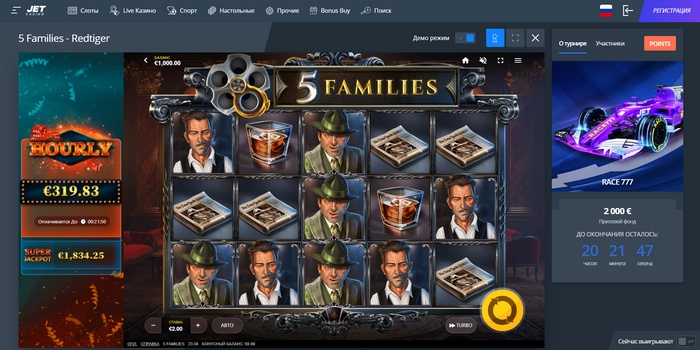 JET
CASINO
Слоты
Live Казино
Спорт
Настольные
Прочие
Bonus Buy
Поиск
РЕГИСТРАЦИЯ
5 Families - Redtiger
Демо режим
О турнире
Участники
POINTS
БАЛАНС
€1,000.00
5 FAMILIES
HOURLY
€319.83
Оплачивается До 00:21:50
SUPER
JACKPOT
€1,834.25
RACE 777
2 000 €
Призовой фонд
ДО ОКОНЧАНИЯ ОСТАЛОСЬ:
20 21 47
часов минута секунд
СТАВКА
€2.00
АВТО
TURBO
ОПЛ. СПРАВКА 5 FAMILIES 23:38 БОНУСНЫЙ БАЛАНС €0.00
Сейчас выигрывают